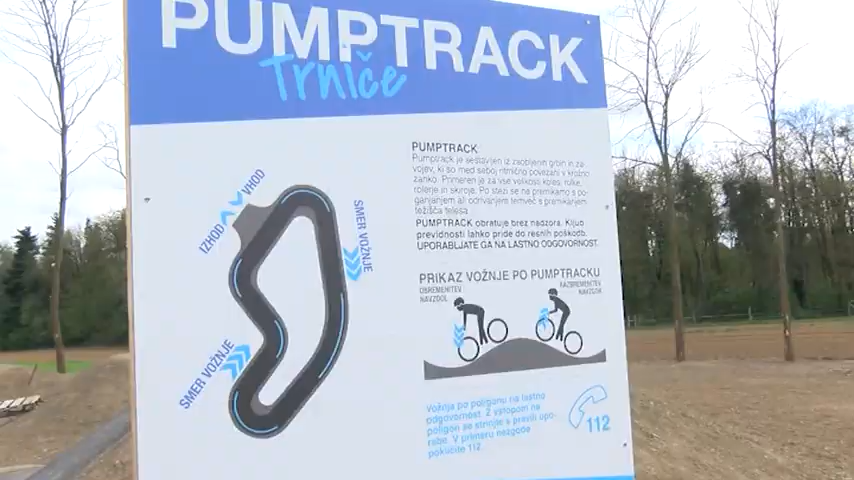 PUMPTRACK
Trniče
VHOD
IZHOD
SMER VOŽNJE
SMER VOŽNJE
PUMPTRACK
Pumptrack je sestavljen iz zaobljenih grbin in za-
vojev, ki so med seboj ritmično povezani v krožno
zanko. Primeren je za vse velikosti koles, rolke,
rolerje in skiroje. Po stezi se ne premikamo s po-
ganjanjem ali odrivanjem temveč s premikanjem
težišča telesa.
PUMPTRACK obratuje brez nadzora. Kljub
previdnosti lahko pride do resnih poškodb.
UPORABLJATE GA NA LASTNO ODGOVORNOST.
PRIKAZ VOŽNJE PO PUMPTRACKU
OBREMENITEV
NAVZDOL
RAZBREMENITEV
NAVZDOR
Vožnja po poligonu na lastno
odgovornost. Z vstopom na
poligon se strinjate s pravili upo-
rabe. V primeru nezgode
pokličite 112.
112